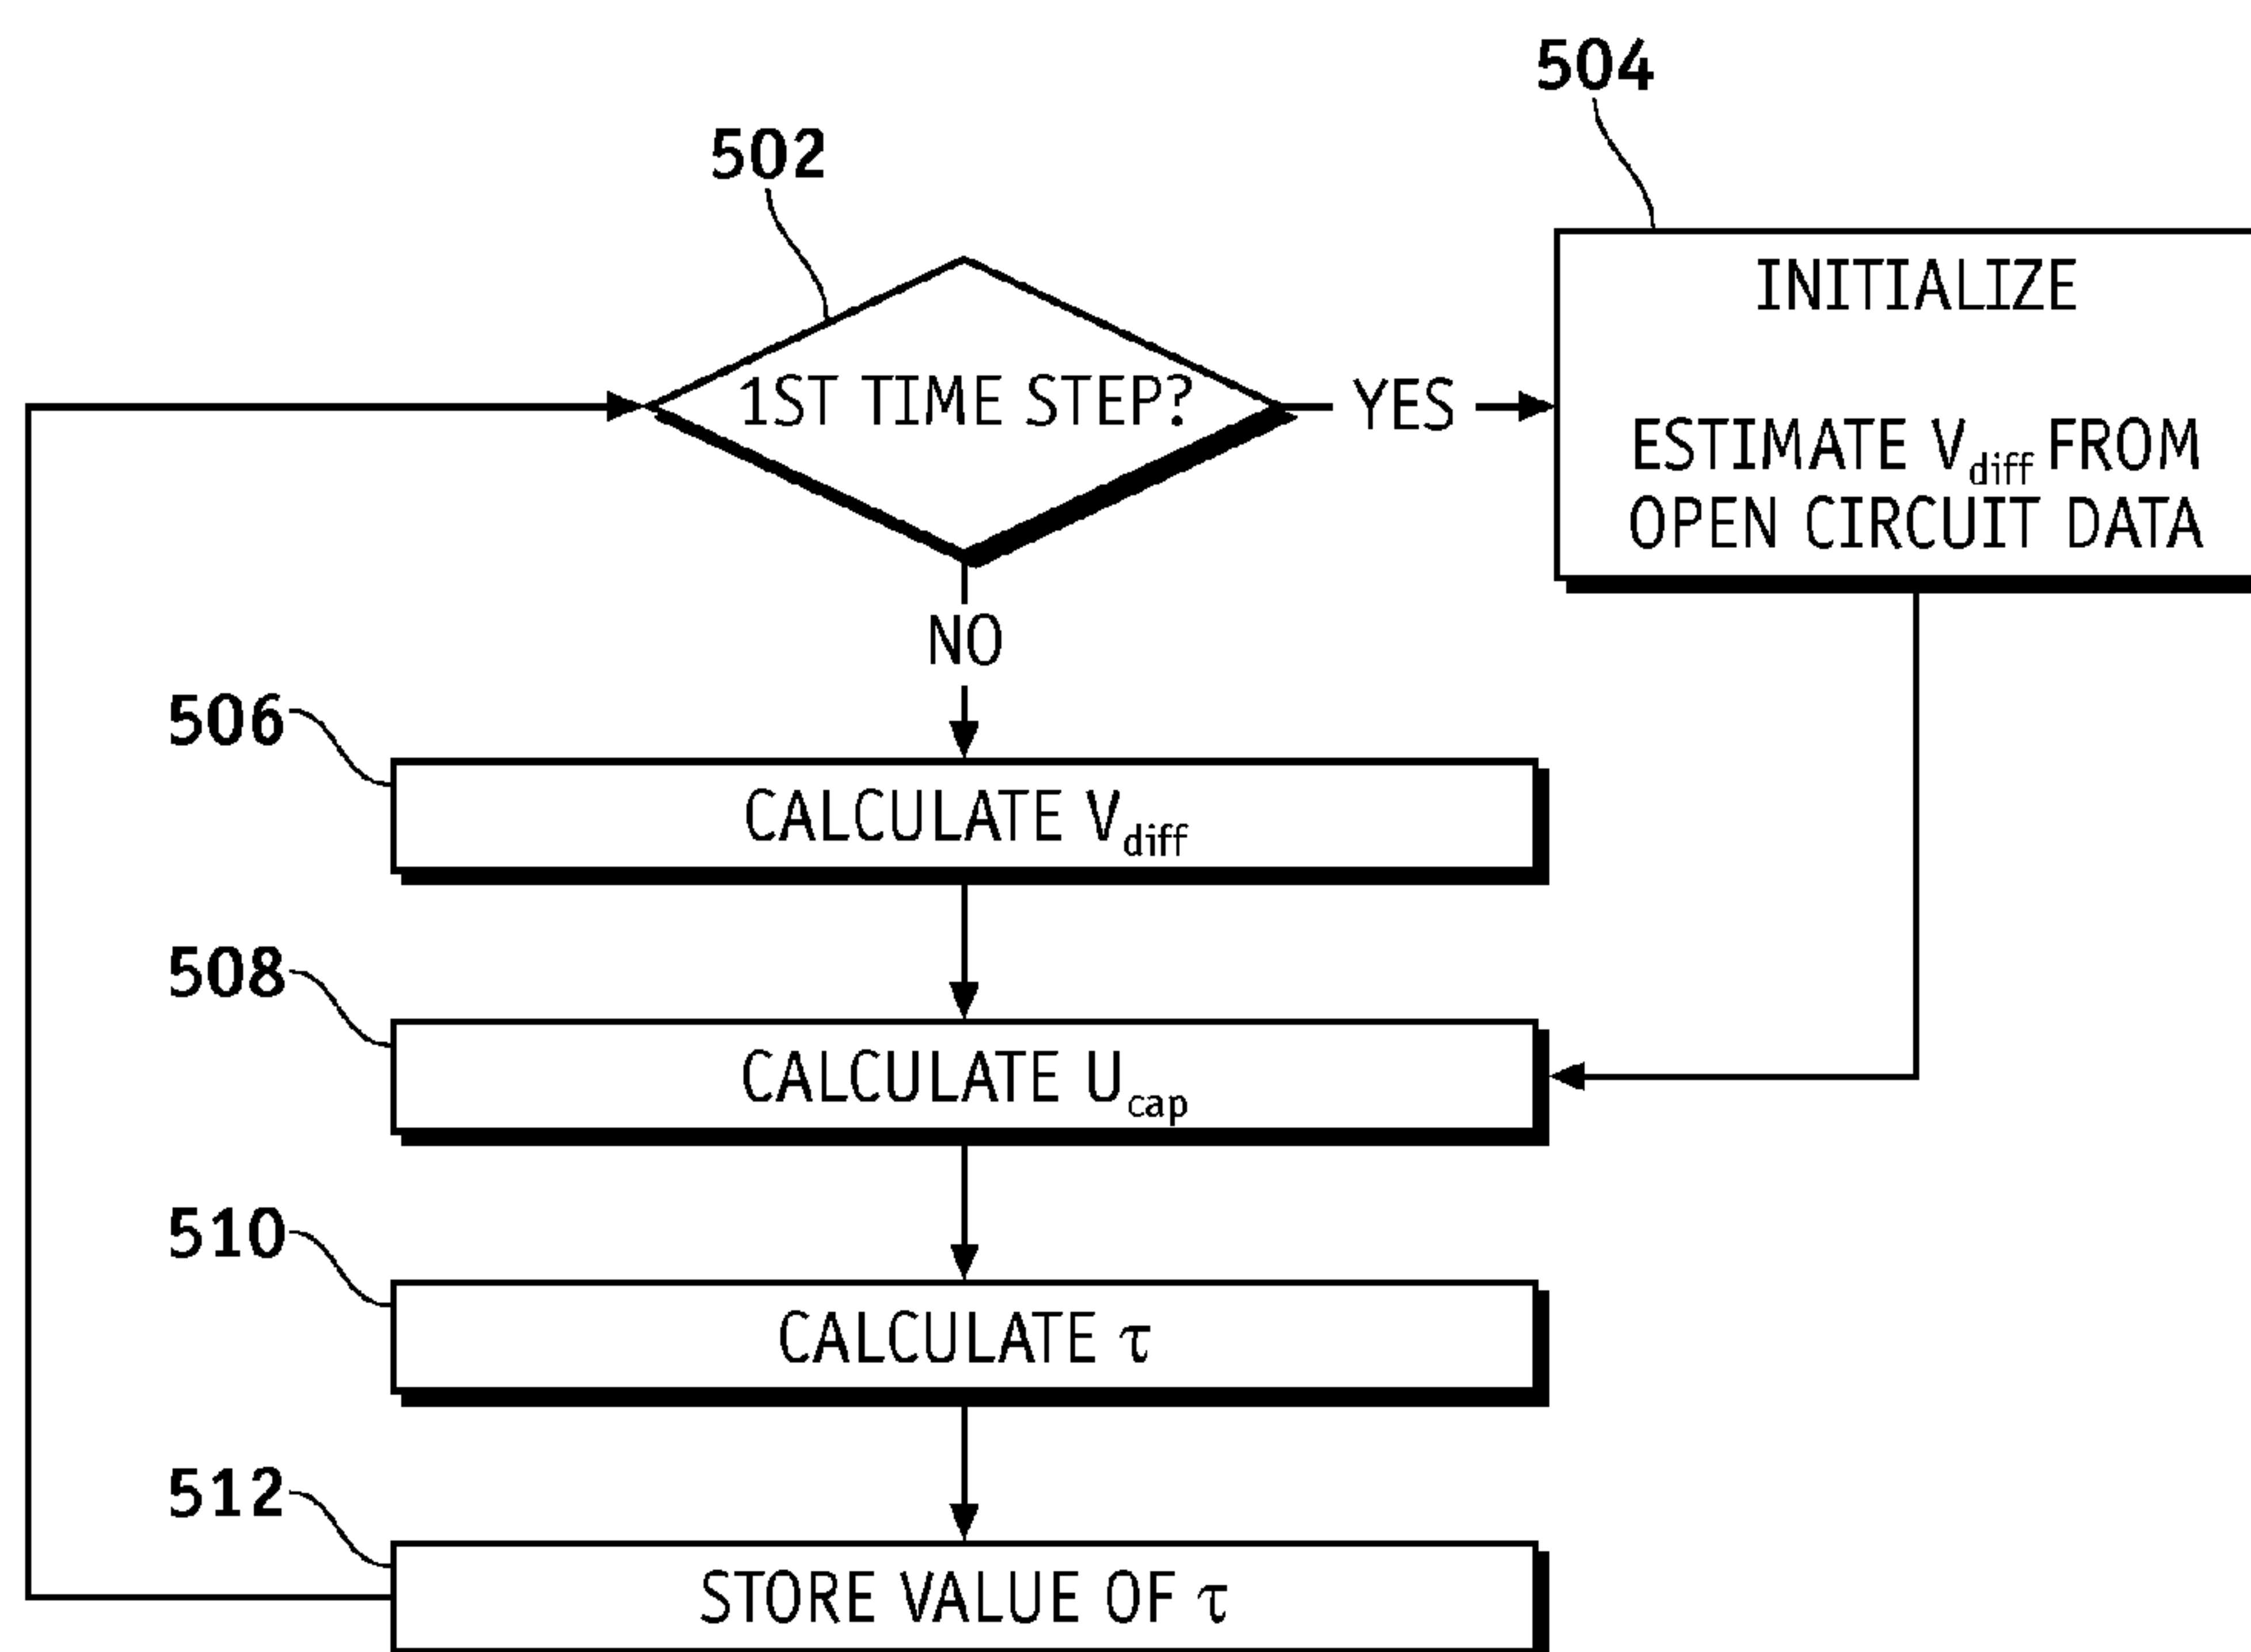 504
502
INITIALIZE
1ST TIME STEP?
YES
ESTIMATE Vdiff FROM
OPEN CIRCUIT DATA
NO
506
CALCULATE Vdiff
508
CALCULATE Ucap
510
CALCULATE τ
512
STORE VALUE OF τ